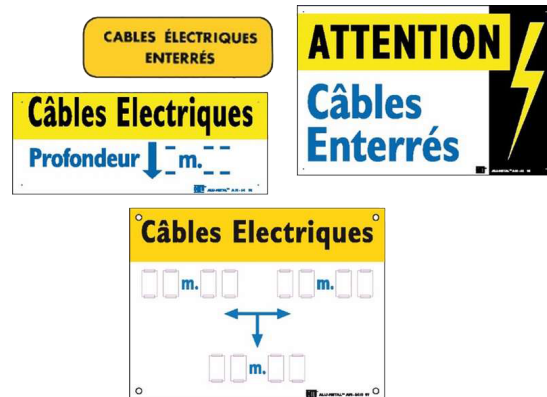 CABLES ÉLECTRIQUES
ENTERRÉS
ATTENTION
Câbles
Enterrés
Câbles Electriques
Profondeur m.
Câbles Electriques
m. m.
m.